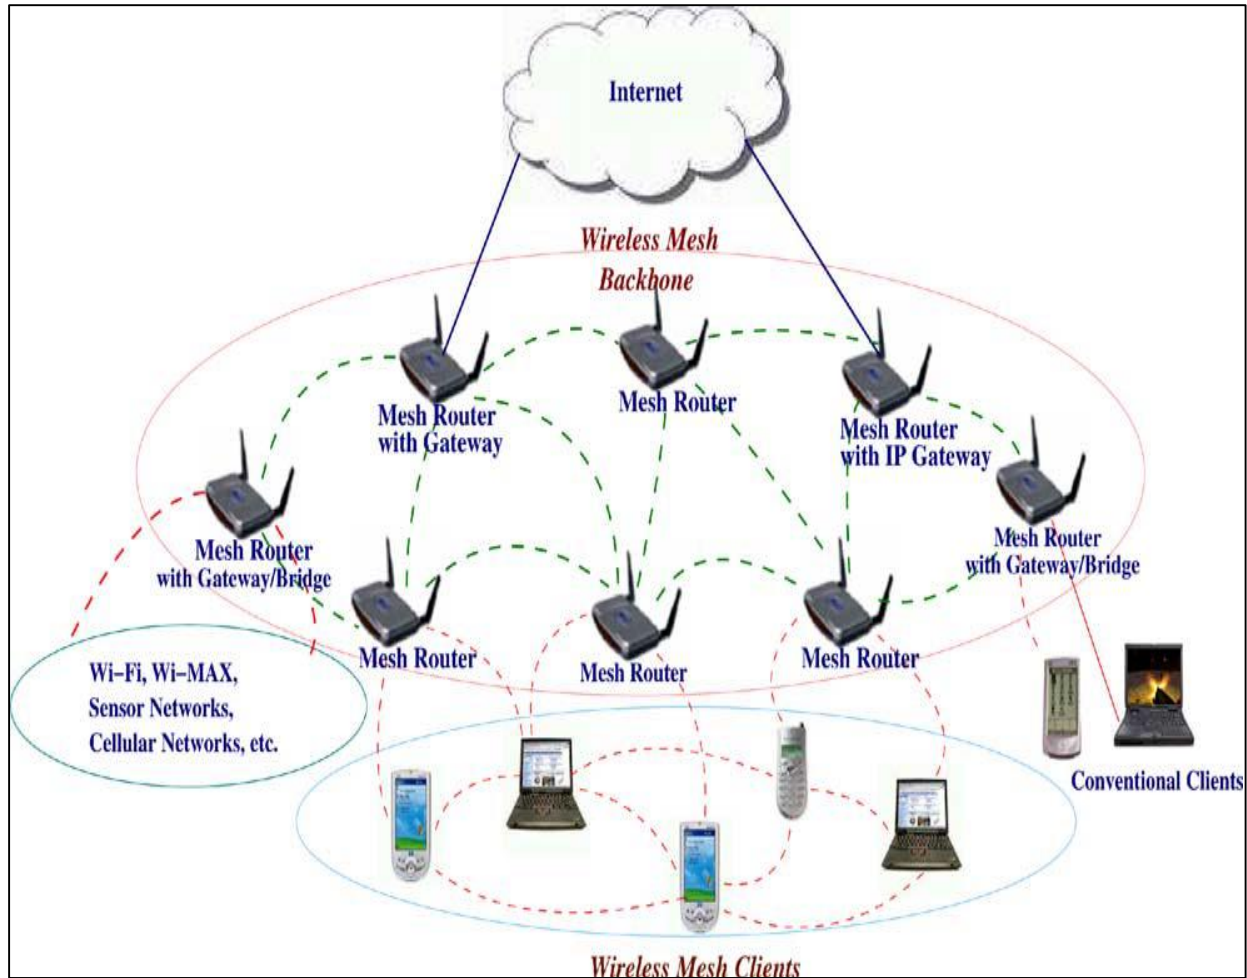 Internet
Wireless Mesh
Backbone
Mesh Router
with Gateway
Mesh Router
Mesh Router
with IP Gateway
Mesh Router
with Gateway/Bridge
Mesh Router
with Gateway/Bridge
Mesh Router
Mesh Router
Mesh Router
Wi–Fi, Wi–MAX,
Sensor Networks,
Cellular Networks, etc.
Conventional Clients
Wireless Mesh Clients